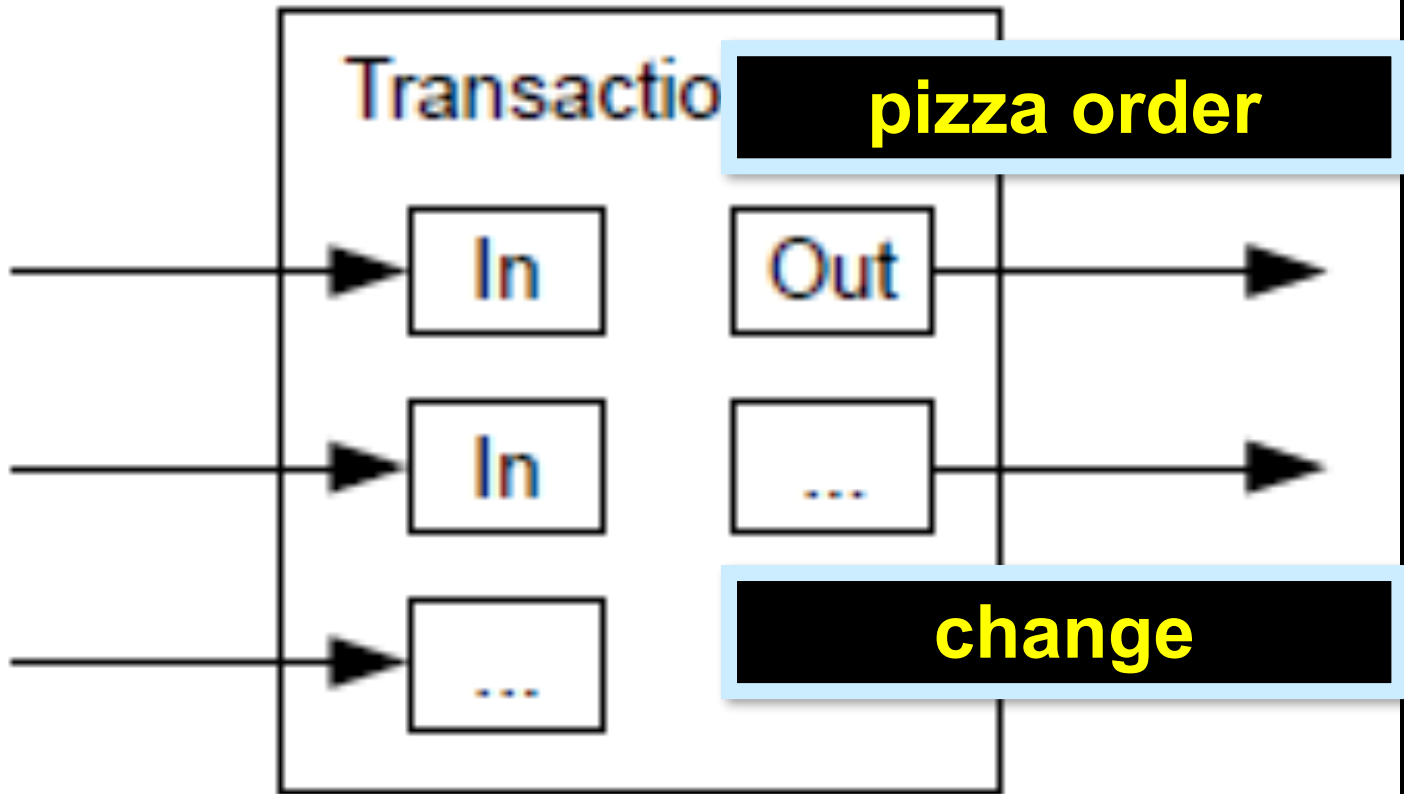 Transactio
pizza order
In
Out
In
...
change
...